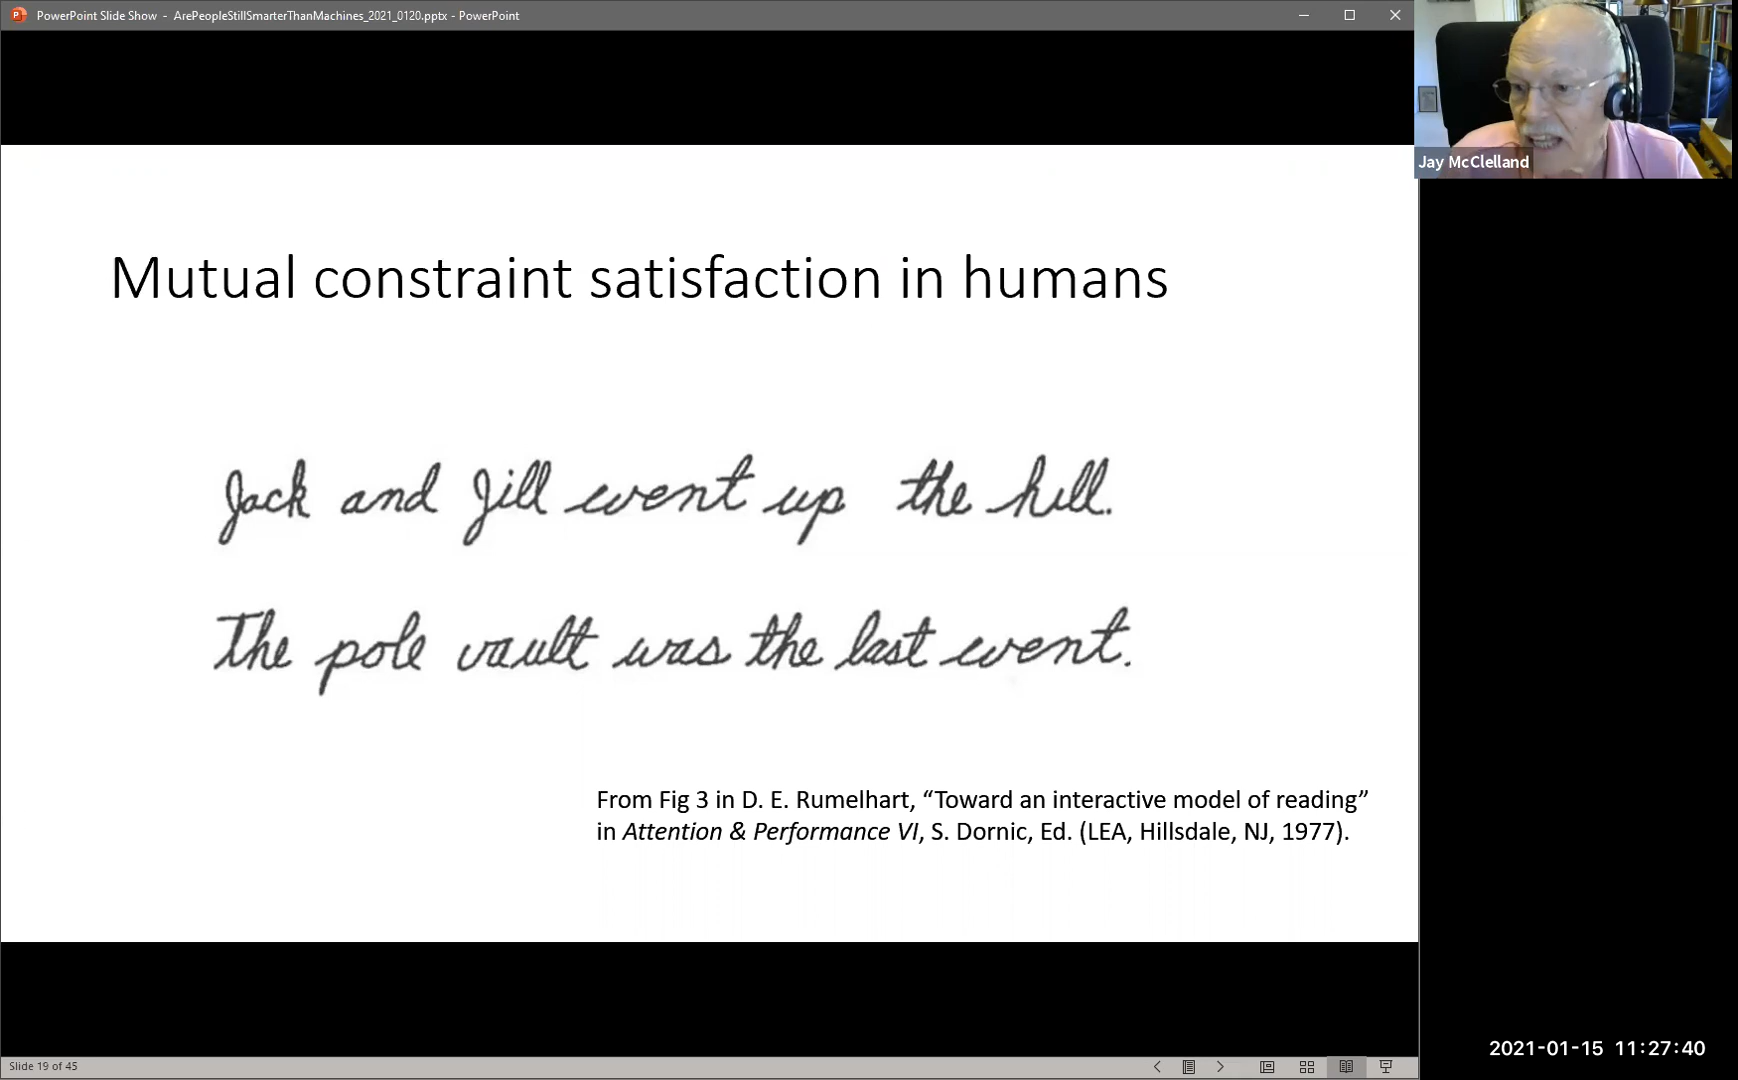 PowerPoint Slide Show - ArePeopleStillSmarterThanMachines_2021_0120.pptx - PowerPoint
Jay McClelland
Mutual constraint satisfaction in humans
Jack and Jill went up the hill.
The pole vault was the last event.
From Fig 3 in D. E. Rumelhart, “Toward an interactive model of reading”
in Attention & Performance VI, S. Dornic, Ed. (LEA, Hillsdale, NJ, 1977).
2021-01-15 11:27:40
Slide 19 of 45